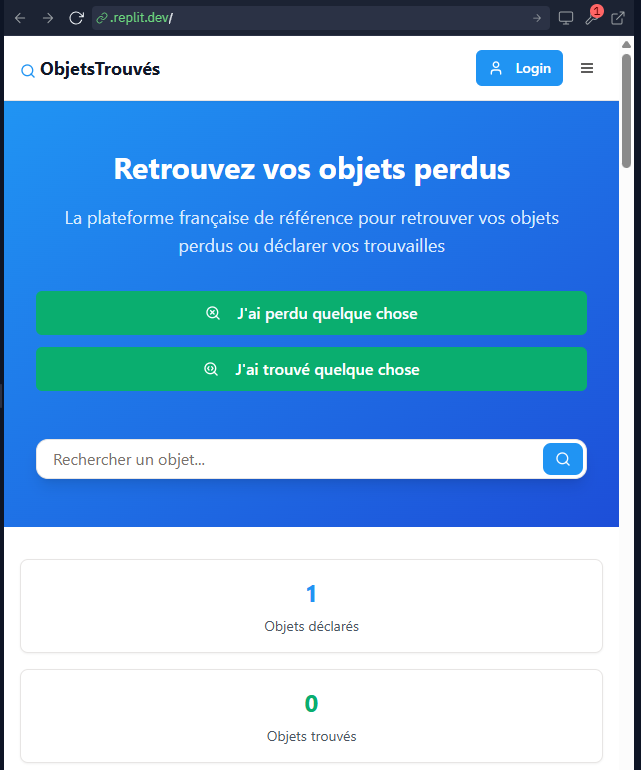 .replit.dev/
1
ObjetsTrouvés
Login
Retrouvez vos objets perdus
La plateforme française de référence pour retrouver vos objets
perdus ou déclarer vos trouvailles
J'ai perdu quelque chose
J'ai trouvé quelque chose
Rechercher un objet...
1
Objets déclarés
0
Objets trouvés